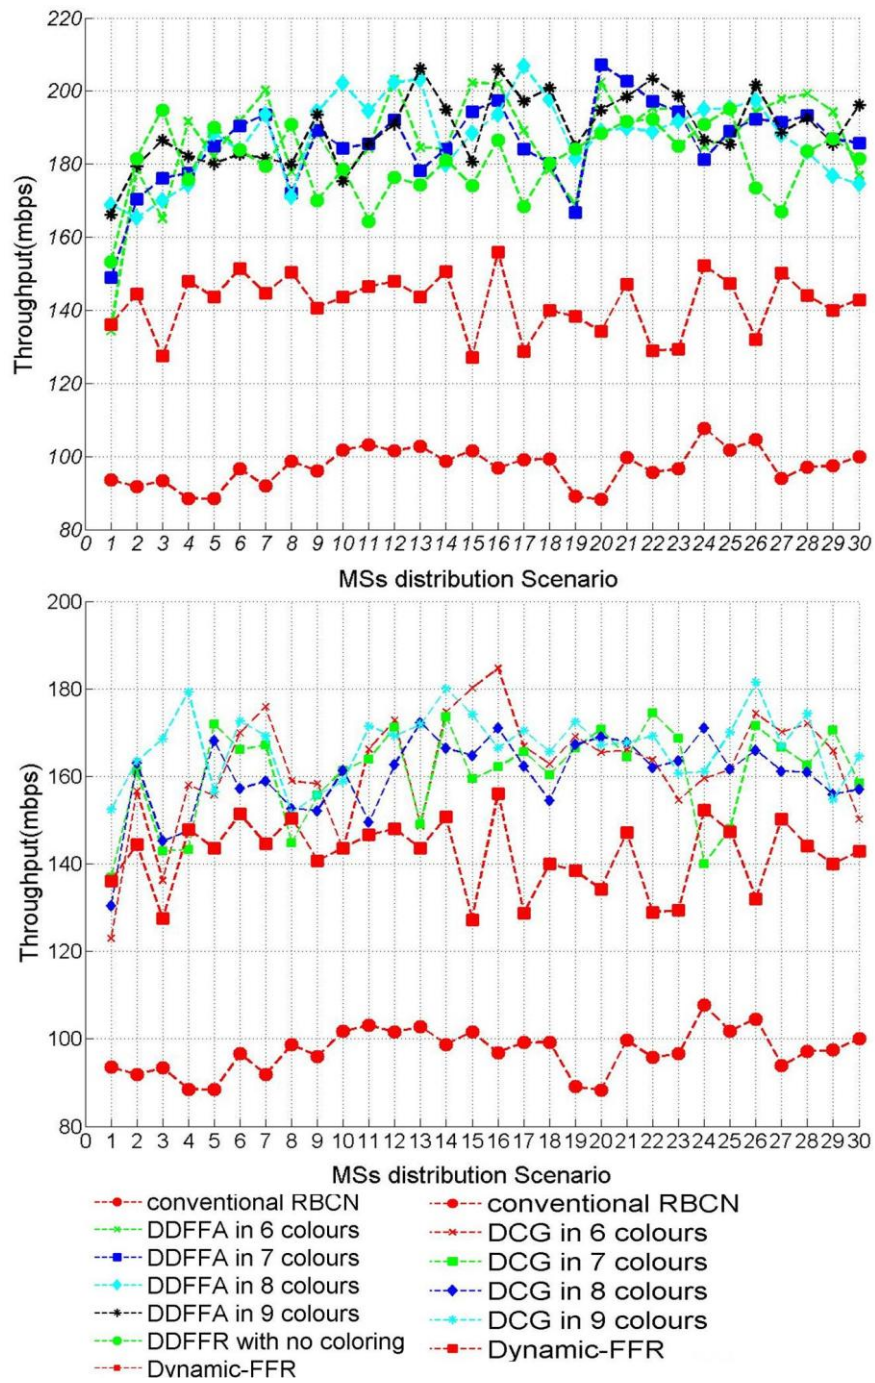 220
200
180
160
140
120
100
80
Throughput(mbps)
0 1 2 3 4 5 6 7 8 9 10 11 12 13 14 15 16 17 18 19 20 21 22 23 24 25 26 27 28 29 30
MSs distribution Scenario
200
180
160
140
120
100
80
Throughput(mbps)
0 1 2 3 4 5 6 7 8 9 10 11 12 13 14 15 16 17 18 19 20 21 22 23 24 25 26 27 28 29 30
MSs distribution Scenario
conventional RBCN
DDFFA in 6 colours
DDFFA in 7 colours
DDFFA in 8 colours
DDFFA in 9 colours
DDFFR with no coloring
Dynamic-FFR
conventional RBCN
DCG in 6 colours
DCG in 7 colours
DCG in 8 colours
DCG in 9 colours
Dynamic-FFR